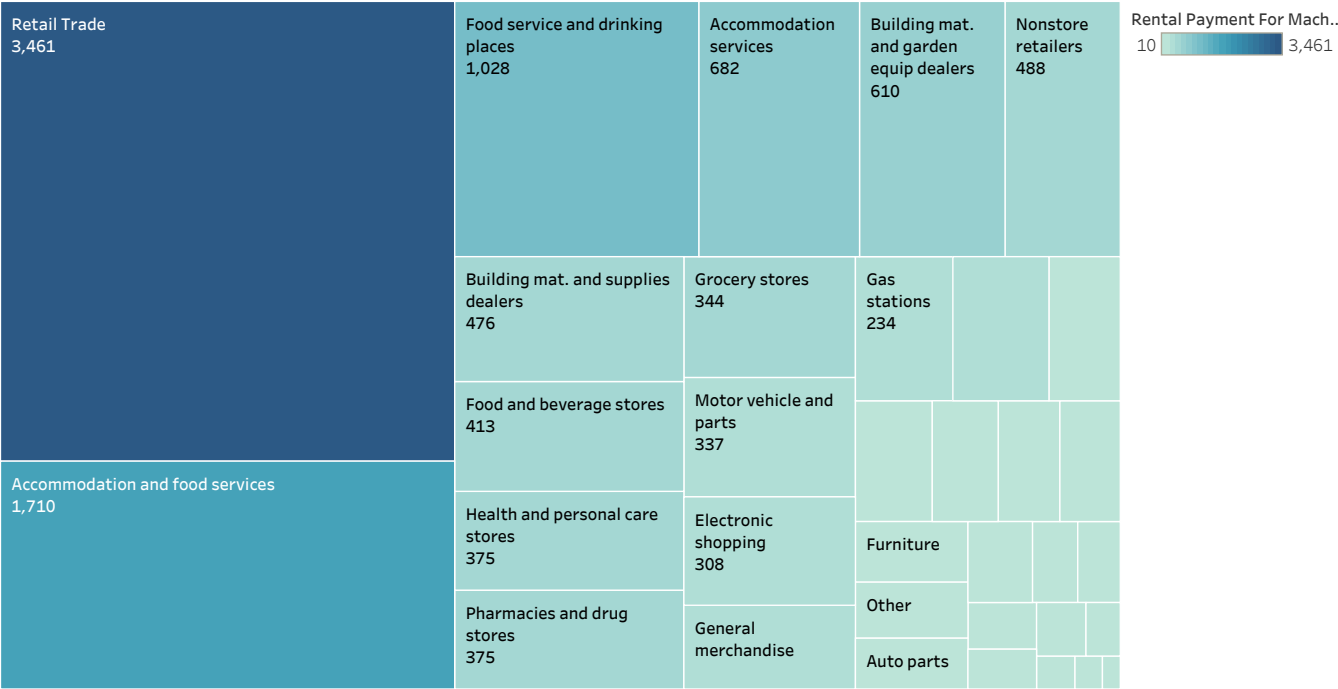 Retail Trade
3,461
Accommodation and food services
1,710
Food service and drinking
places
1,028
Accommodation
services
682
Building mat.
and garden
equip dealers
610
Nonstore
retailers
488
Building mat. and supplies
dealers
476
Food and beverage stores
413
Health and personal care
stores
375
Pharmacies and drug
stores
375
Grocery stores
344
Motor vehicle and
parts
337
Electronic
shopping
308
General
merchandise
Gas
stations
234
Furniture
Other
Auto parts
Rental Payment For Mach..
10
3,461